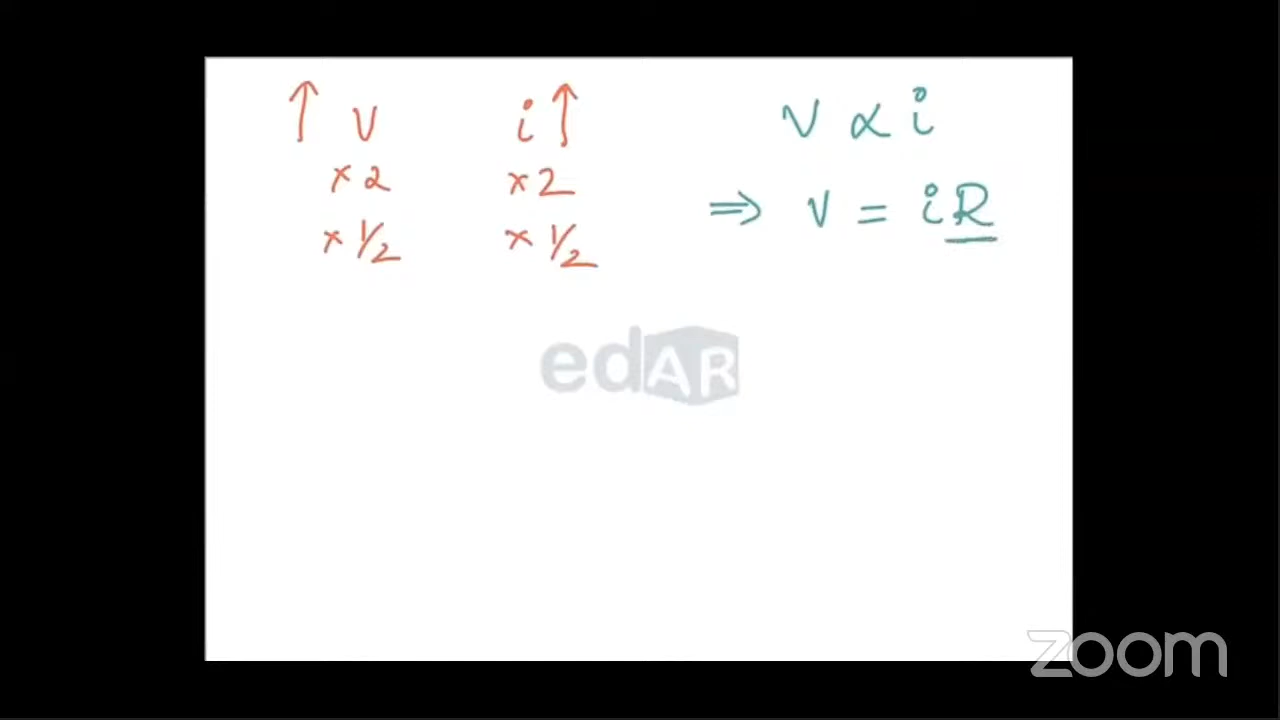 ↑ V i ↑ V ∝ i
×2 ×2
⇒ V = iR
×1/2 ×1/2
edAR
zoom